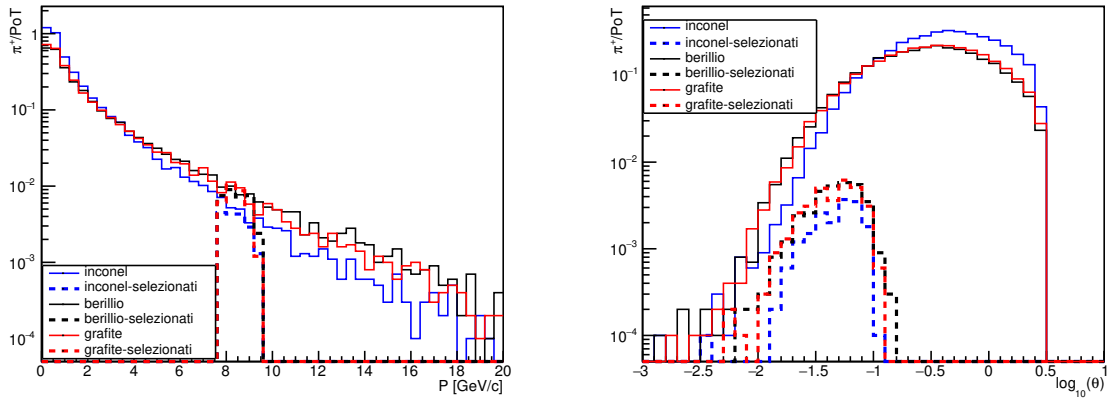 π⁺/PoT
1
10⁻¹
10⁻²
10⁻³
10⁻⁴
inconel
inconel-selezionati
berillio
berillio-selezionati
grafite
grafite-selezionati
0 2 4 6 8 10 12 14 16 18 20
P [GeV/c]
π⁺/PoT
inconel
inconel-selezionati
berillio
berillio-selezionati
grafite
grafite-selezionati
10⁻¹
10⁻²
10⁻³
10⁻⁴
−3 −2.5 −2 −1.5 −1 −0.5 0 0.5 1
log₁₀(θ)